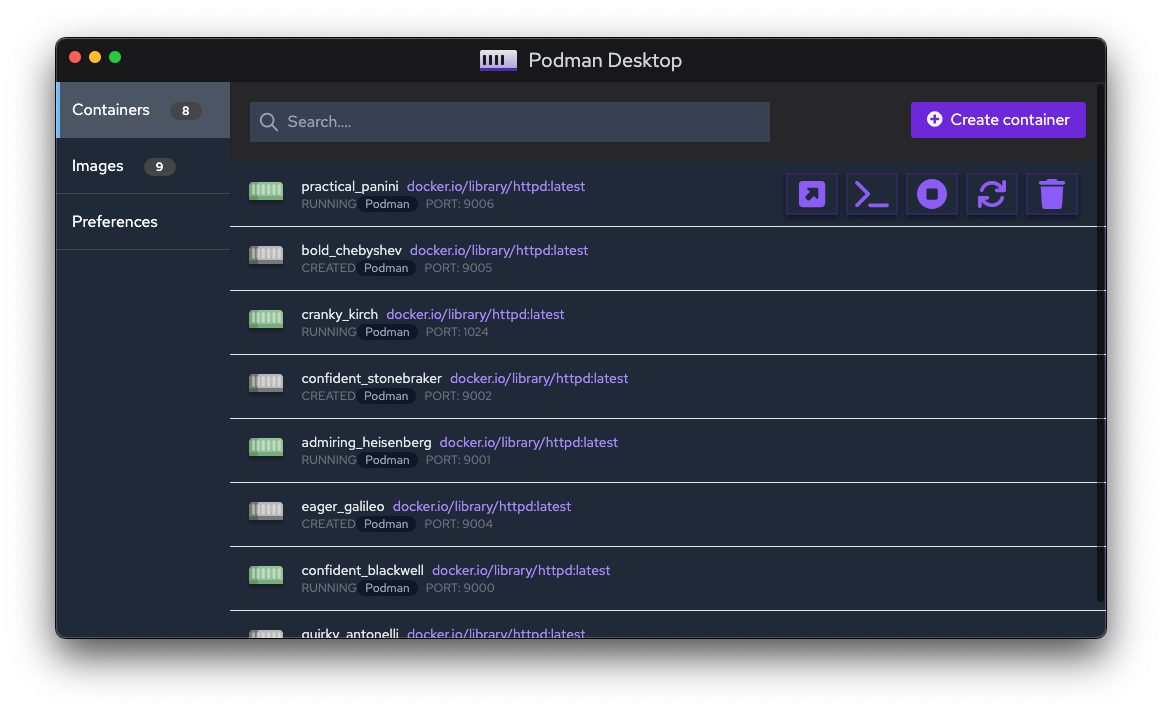 Podman Desktop
Containers 8
Images 9
Preferences
Search....
Create container
practical_panini docker.io/library/httpd:latest
RUNNING Podman PORT: 9006
bold_chebyshev docker.io/library/httpd:latest
CREATED Podman PORT: 9005
cranky_kirch docker.io/library/httpd:latest
RUNNING Podman PORT: 1024
confident_stonebraker docker.io/library/httpd:latest
CREATED Podman PORT: 9002
admiring_heisenberg docker.io/library/httpd:latest
RUNNING Podman PORT: 9001
eager_galileo docker.io/library/httpd:latest
CREATED Podman PORT: 9004
confident_blackwell docker.io/library/httpd:latest
RUNNING Podman PORT: 9000
quirky_antonelli docker.io/library/httpd:latest